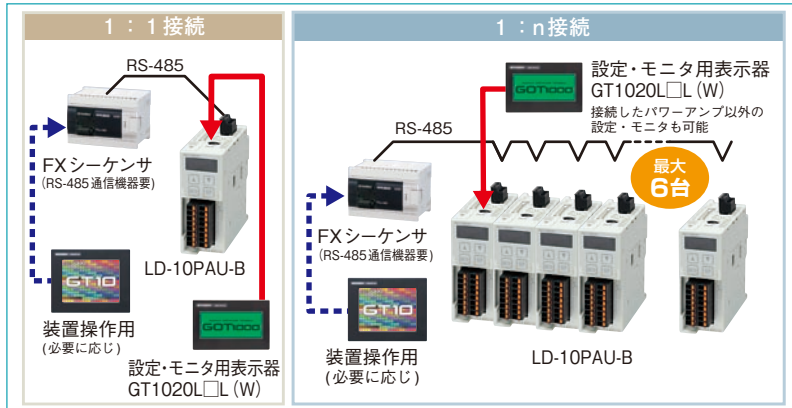 1：1接続
RS-485
FXシーケンサ
(RS-485通信機器要)
LD-10PAU-B
GT10
装置操作用
(必要に応じ)
GOT1000
設定・モニタ用表示器
GT1020L□L(W)
1：n接続
GOT1000
設定・モニタ用表示器
GT1020L□L(W)
接続したパワーアンプ以外の
設定・モニタも可能
RS-485
最大
6台
FXシーケンサ
(RS-485通信機器要)
GT10
装置操作用
(必要に応じ)
LD-10PAU-B